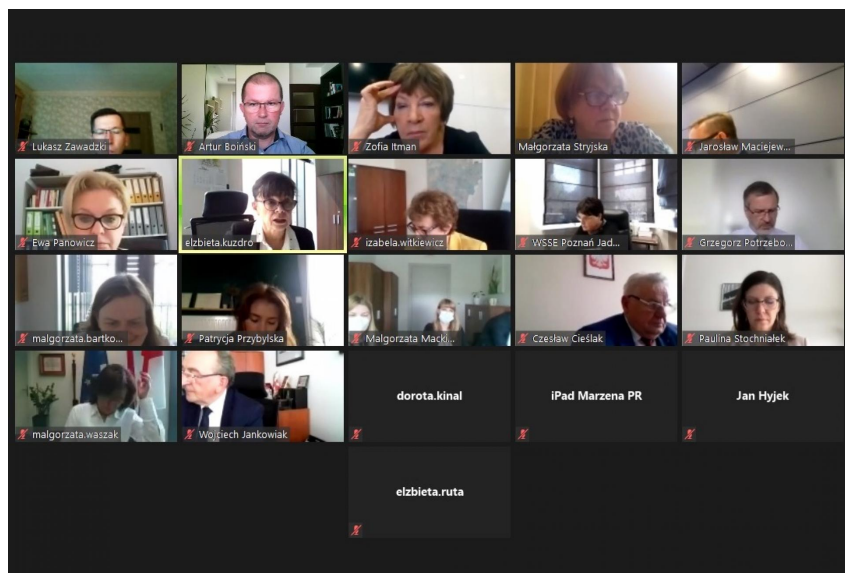 Lukasz Zawadzki
Artur Boiński
Zofia Itman
Małgorzata Stryjska
Jarosław Maciejew...
Ewa Panowicz
elzbieta.kuzdro
izabela.witkiewicz
WSSE Poznań Jad...
Grzegorz Potrzebo...
malgorzata.bartko...
Patrycja Przybylska
Malgorzata Mackj...
Czesław Cieślak
Paulina Stochniałek
malgorzata.waszak
Wojciech Jankowiak
dorota.kinal
iPad Marzena PR
Jan Hyjek
elzbieta.ruta